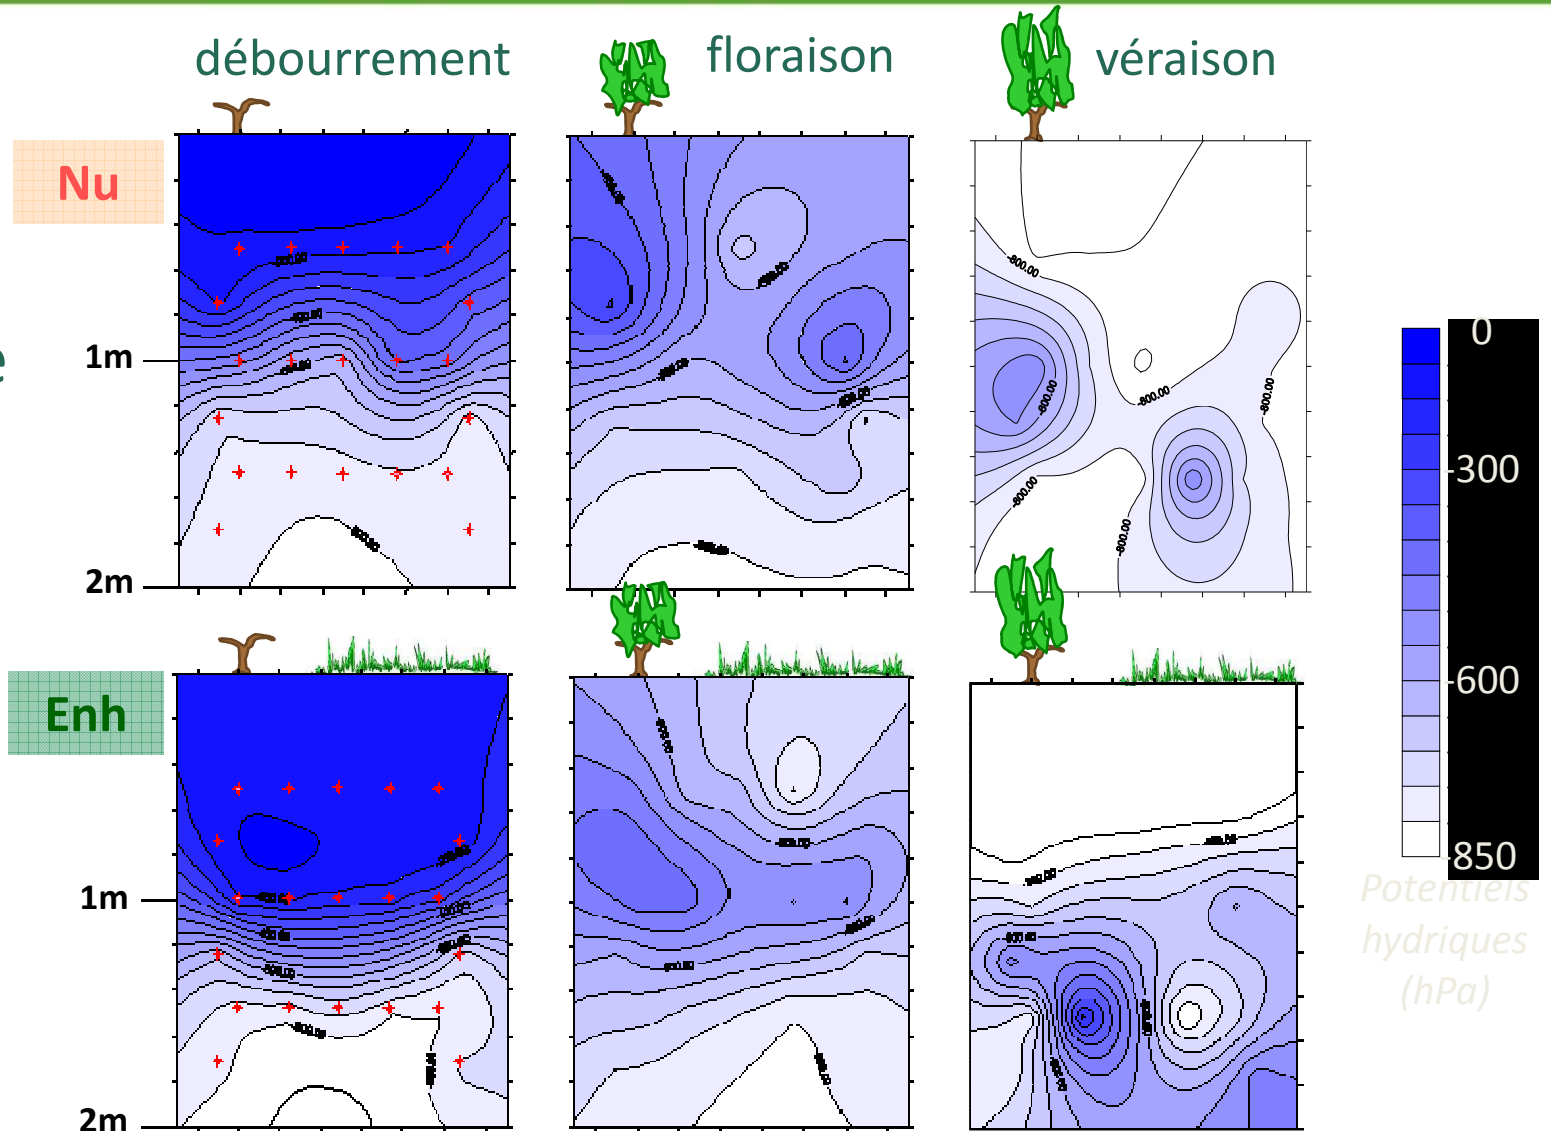 débourrement floraison véraison
Nu
1m
2m
-800.00
-800.00
-800.00
-800.00
-800.00
-800.00
Enh
1m
2m
0
-300
-600
-850
Potentiels
hydriques
(hPa)